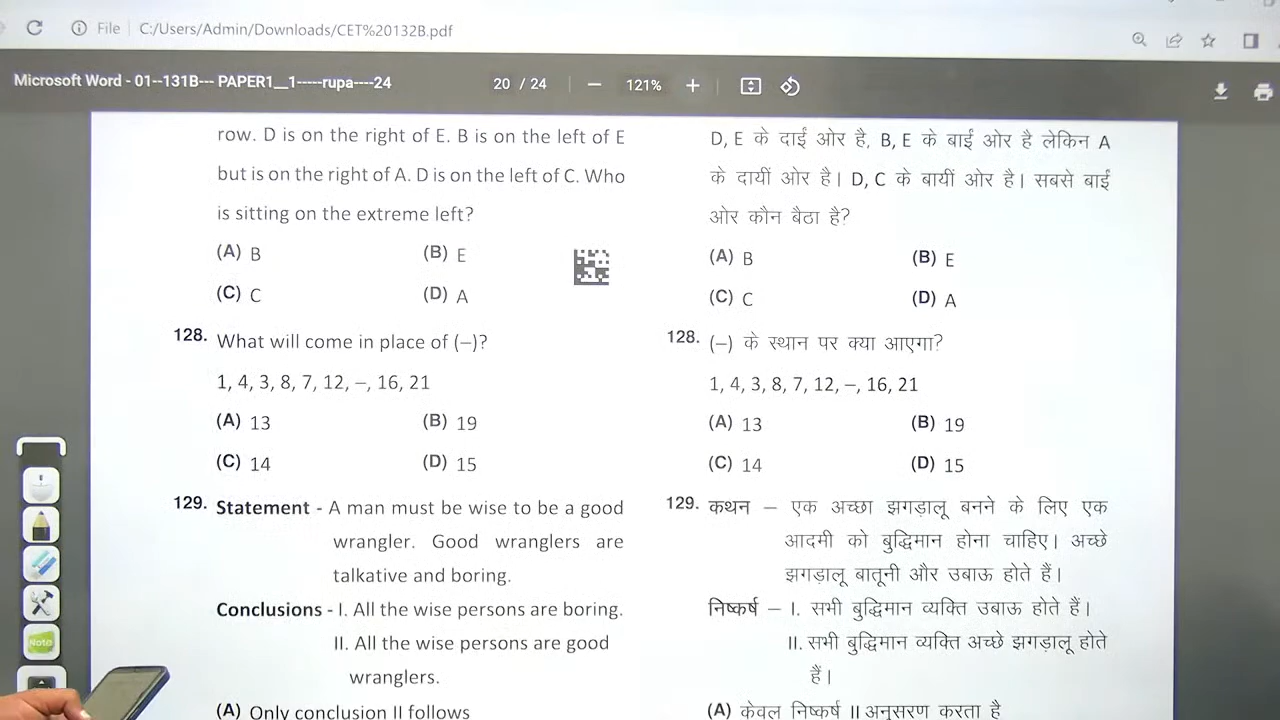 File C:/Users/Admin/Downloads/CET%20132B.pdf
Microsoft Word - 01--131B--- PAPER1__1-----rupa----24 20 / 24 121%
row. D is on the right of E. B is on the left of E
but is on the right of A. D is on the left of C. Who
is sitting on the extreme left?
(A) B (B) E
(C) C (D) A
128. What will come in place of (–)?
1, 4, 3, 8, 7, 12, –, 16, 21
(A) 13 (B) 19
(C) 14 (D) 15
129. Statement - A man must be wise to be a good
wrangler. Good wranglers are
talkative and boring.
Conclusions - I. All the wise persons are boring.
II. All the wise persons are good
wranglers.
(A) Only conclusion II follows
D, E के दाईं ओर है, B, E के बाईं ओर है लेकिन A
के दायीं ओर है। D, C के बायीं ओर है। सबसे बाईं
ओर कौन बैठा है?
(A) B (B) E
(C) C (D) A
128. (–) के स्थान पर क्या आएगा?
1, 4, 3, 8, 7, 12, –, 16, 21
(A) 13 (B) 19
(C) 14 (D) 15
129. कथन – एक अच्छा झगड़ालू बनने के लिए एक
आदमी को बुद्धिमान होना चाहिए। अच्छे
झगड़ालू बातूनी और उबाऊ होते हैं।
निष्कर्ष – I. सभी बुद्धिमान व्यक्ति उबाऊ होते हैं।
II. सभी बुद्धिमान व्यक्ति अच्छे झगड़ालू होते
हैं।
(A) केवल निष्कर्ष II अनुसरण करता है
Note